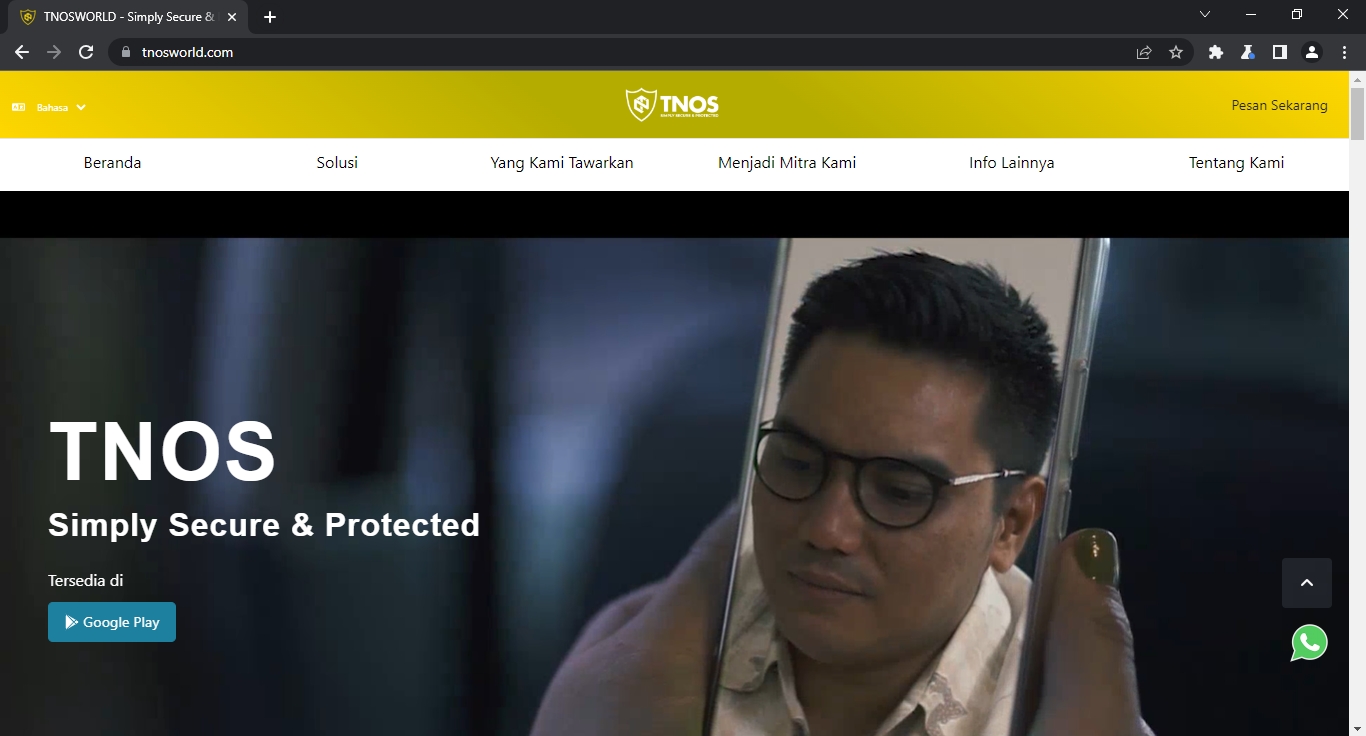 TNOSWORLD - Simply Secure &
tnosworld.com
Bahasa
TNOS
SIMPLY SECURE & PROTECTED
Pesan Sekarang
Beranda
Solusi
Yang Kami Tawarkan
Menjadi Mitra Kami
Info Lainnya
Tentang Kami
TNOS
Simply Secure & Protected
Tersedia di
Google Play